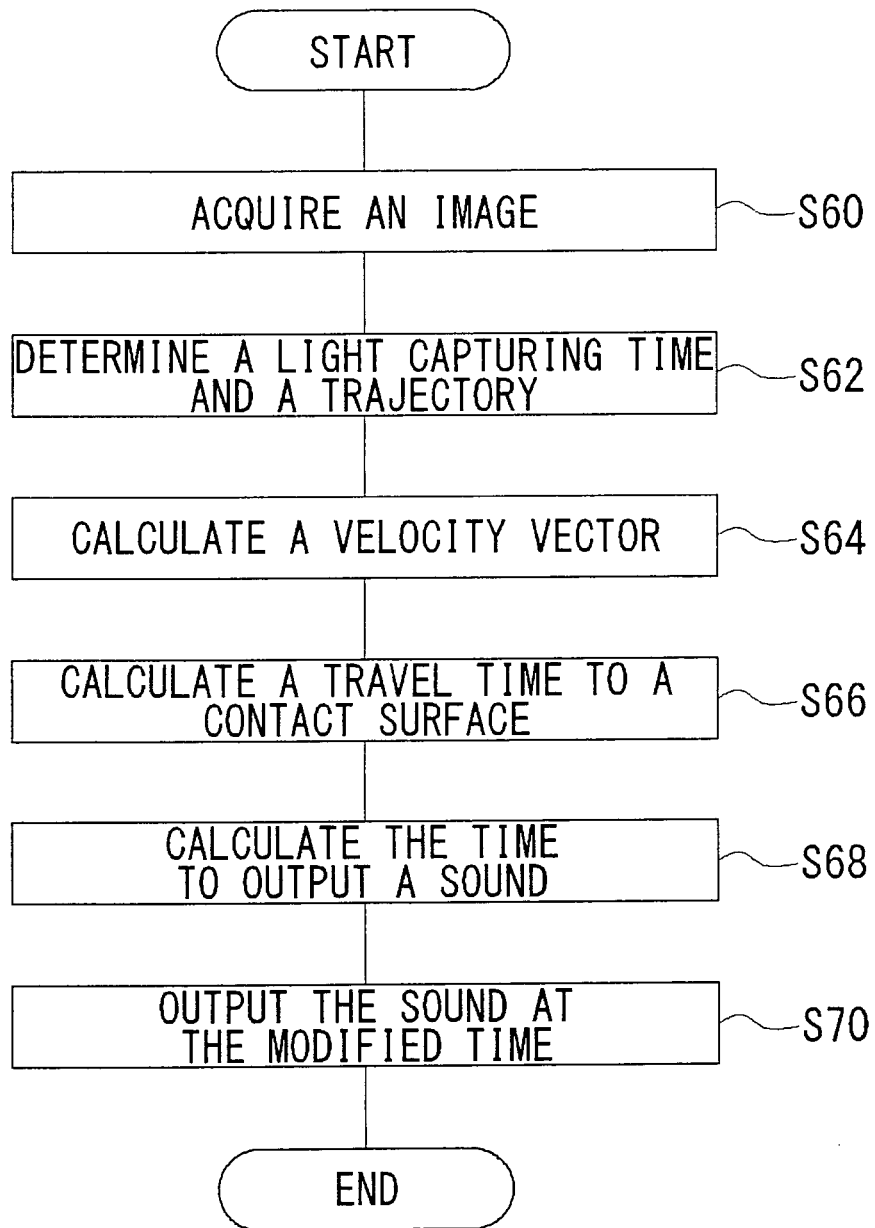 START
ACQUIRE AN IMAGE
S60
DETERMINE A LIGHT CAPTURING TIME
AND A TRAJECTORY
S62
CALCULATE A VELOCITY VECTOR
S64
CALCULATE A TRAVEL TIME TO A
CONTACT SURFACE
S66
CALCULATE THE TIME
TO OUTPUT A SOUND
S68
OUTPUT THE SOUND AT
THE MODIFIED TIME
S70
END